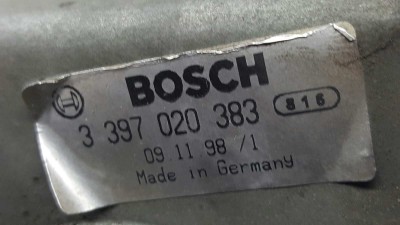 BOSCH
3 397 020 383 816
09 11 98 /1
Made in Germany